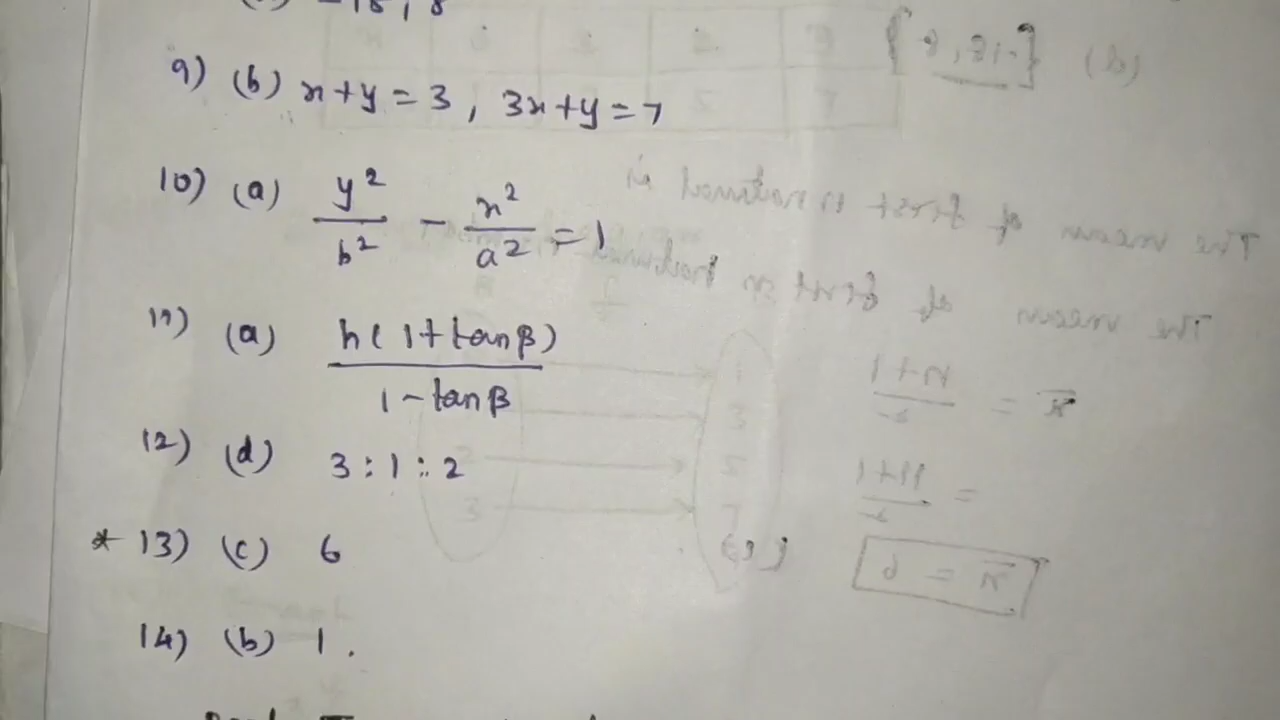 9) (b) x+y=3, 3x+y=7
10) (a) y²/b² - x²/a² = 1
11) (a) h(1+tanβ)/1-tanβ
12) (d) 3:1:2
* 13) (c) 6
14) (b) 1.